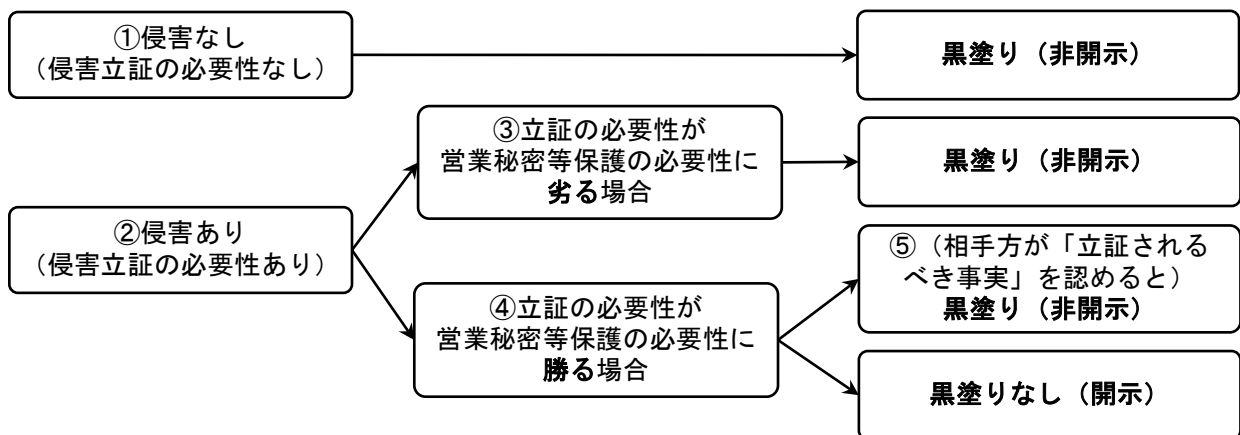 ①侵害なし
(侵害立証の必要性なし)
黒塗り(非開示)
③立証の必要性が
営業秘密等保護の必要性に
劣る場合
黒塗り(非開示)
②侵害あり
(侵害立証の必要性あり)
④立証の必要性が
営業秘密等保護の必要性に
勝る場合
⑤(相手方が「立証される
べき事実」を認めると)
黒塗り(非開示)
黒塗りなし(開示)